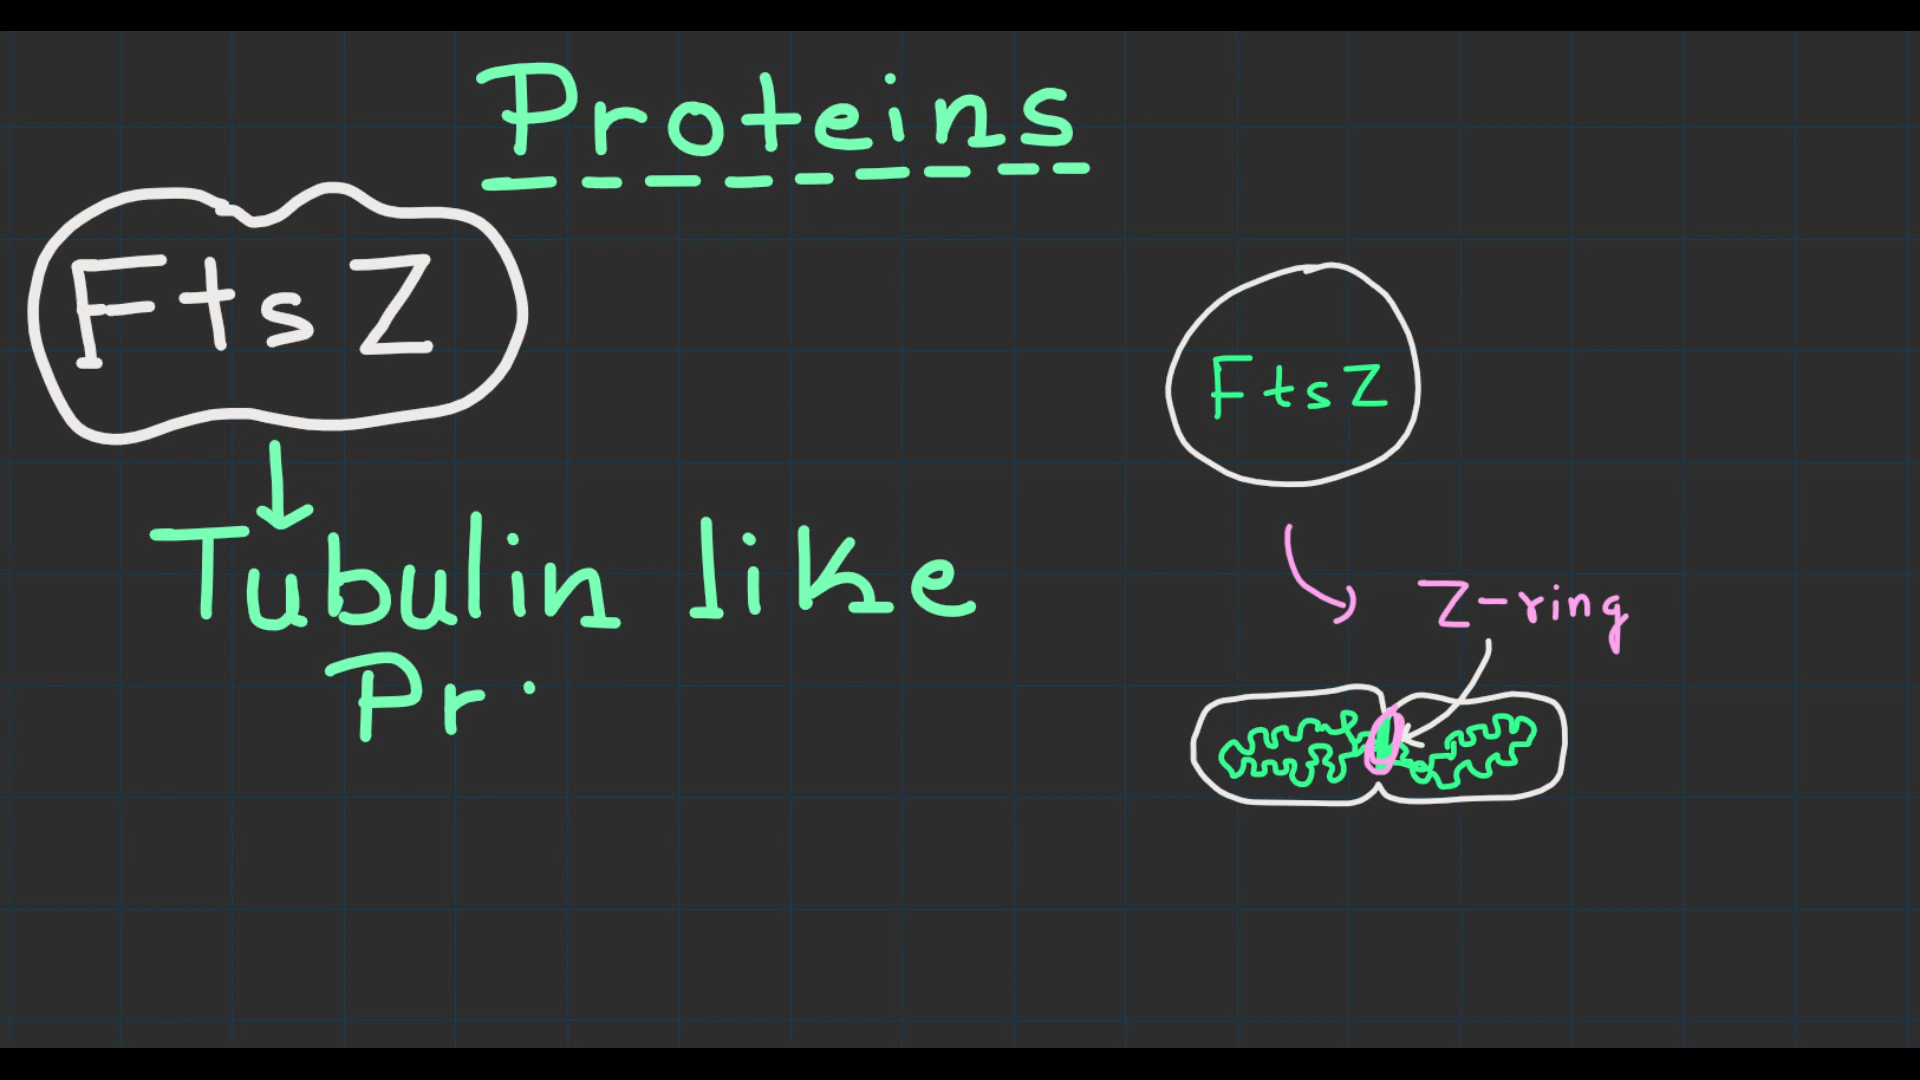 Proteins
FtsZ
Tubulin like
Pr
FtsZ
Z-ring